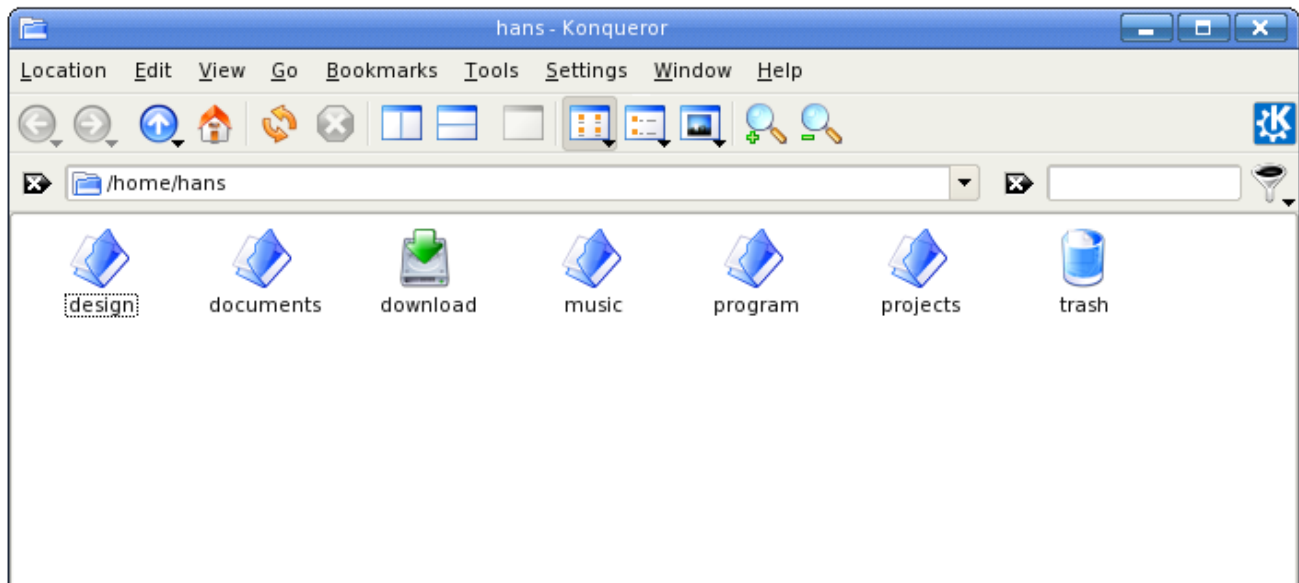 hans - Konqueror
Location Edit View Go Bookmarks Tools Settings Window Help
/home/hans
design documents download music program projects trash